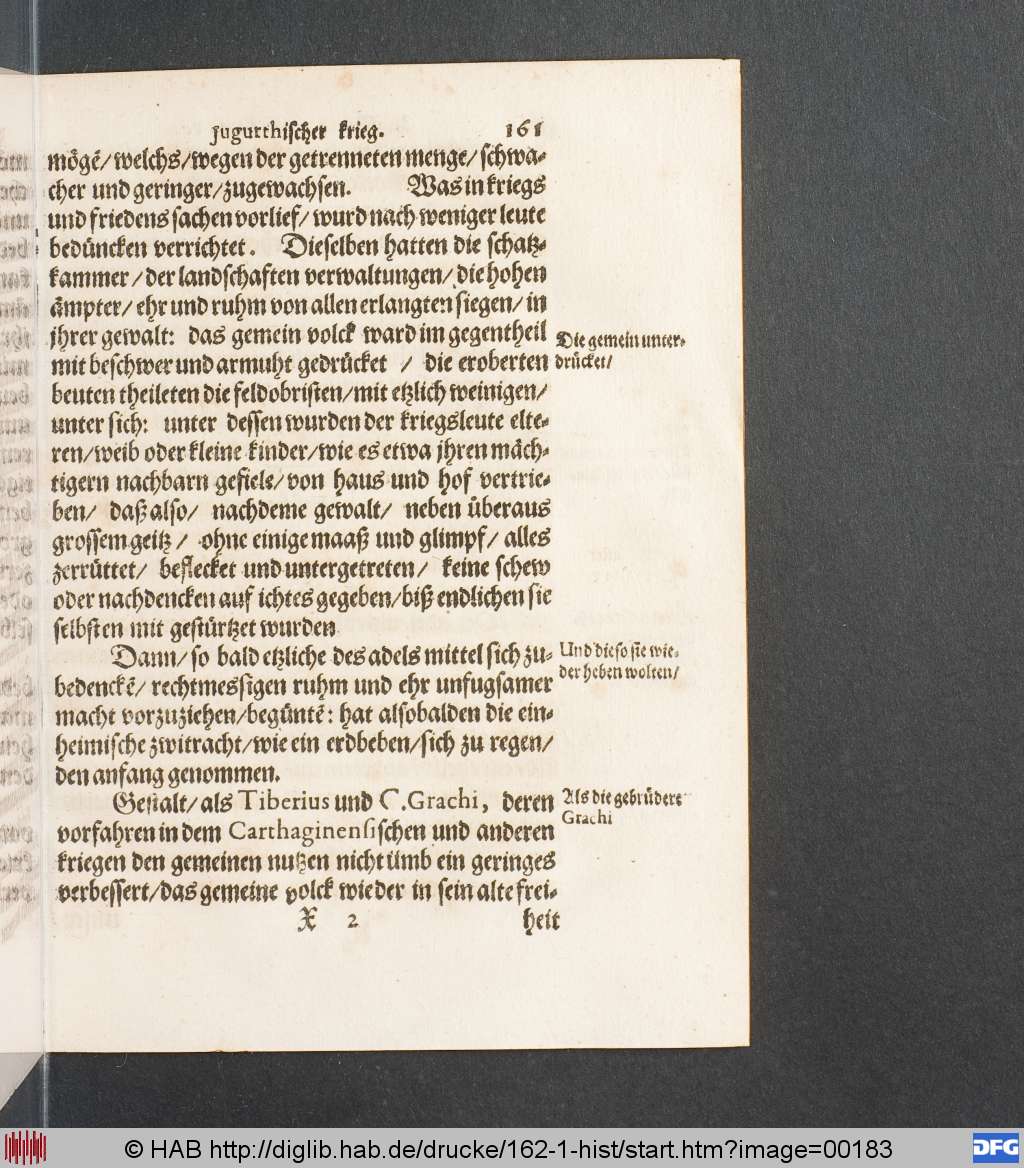 Jugurthischer krieg. 161
mögē/welchs/wegen der getrenneten menge/schwa-
cher und geringer/zugewachsen. Was in kriegs
und friedens sachen vorlief/wurd nach weniger leute
bedüncken verrichtet. Dieselben hatten die schatz-
kammer/der landschaften verwaltungen/die hohen
ämpter/ehr und ruhm von allen erlangten siegen/in
jhrer gewalt: das gemein volck ward im gegentheil
mit beschwer und armuht gedrücket / die eroberten
Die gemein unter-
drücket/
beuten theileten die feldobristen/mit etzlich weinigen/
unter sich: unter dessen wurden der kriegsleute elte-
ren/weib oder kleine kinder/wie es etwa jhren mäch-
tigern nachbarn gefiele/von haus und hof vertrie-
ben/ daß also/ nachdeme gewalt/ neben überaus
grossem geitz/ ohne einige maaß und glimpf/ alles
zerrüttet/ beflecket und untergetreten/ keine schew
oder nachdencken auf ichtes gegeben/biß endlichen sie
selbsten mit gestürtzet wurden
Dann/so bald etzliche des adels mittel sich zu-
bedenckē/rechtmessigen ruhm und ehr unfugsamer
Und die so sie wie-
der heben wolten/
macht vorzuziehen/begüntē: hat alsobalden die ein-
heimische zwitracht/wie ein erdbeben/sich zu regen/
den anfang genommen.
Gestalt/als Tiberius und C. Grachi, deren
vorfahren in dem Carthaginensischen und anderen
Als die gebrüdere
Grachi
kriegen den gemeinen nutzen nicht ümb ein geringes
verbessert/das gemeine volck wieder in sein alte frei-
X 2 heit
© HAB http://diglib.hab.de/drucke/162-1-hist/start.htm?image=00183
DFG